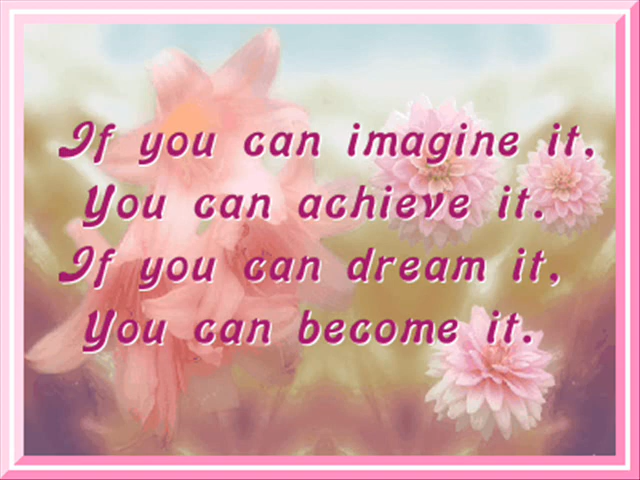 If you can imagine it,
You can achieve it.
If you can dream it,
You can become it.